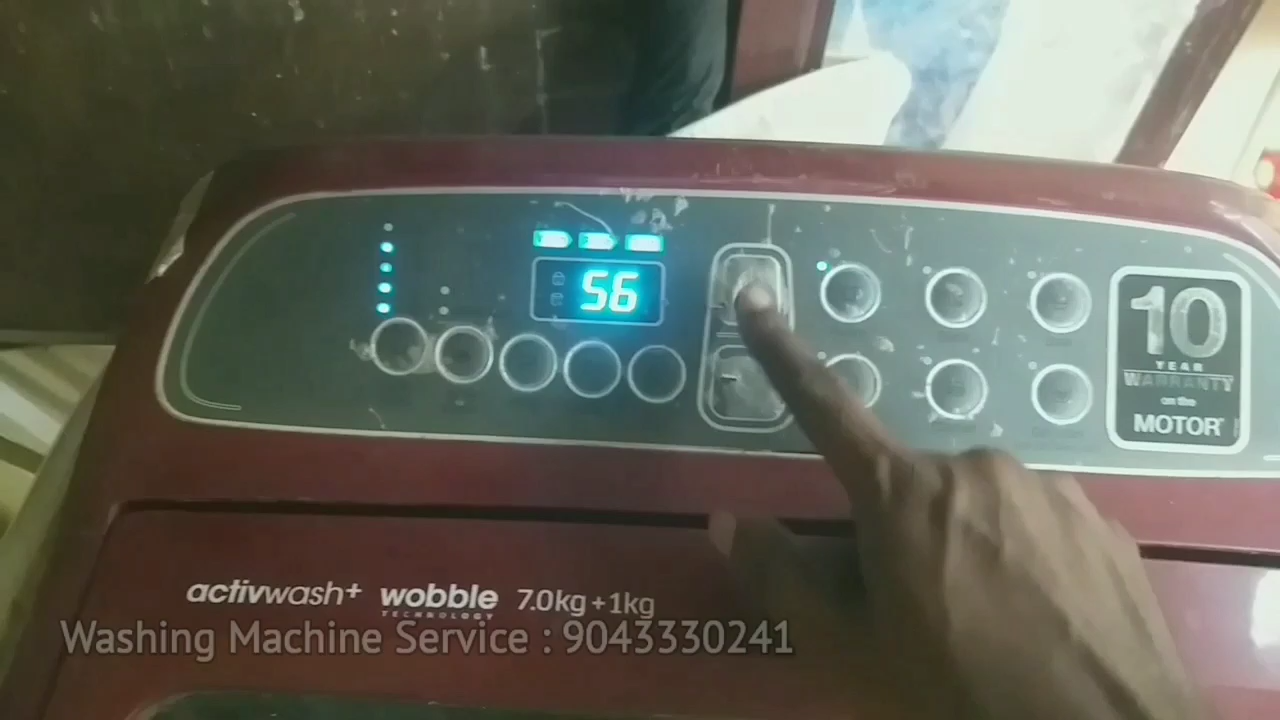 56
10
YEAR
WARRANTY
on the
MOTOR
activwash+ wobble 7.0kg+1kg
TECHNOLOGY
Washing Machine Service : 9043330241